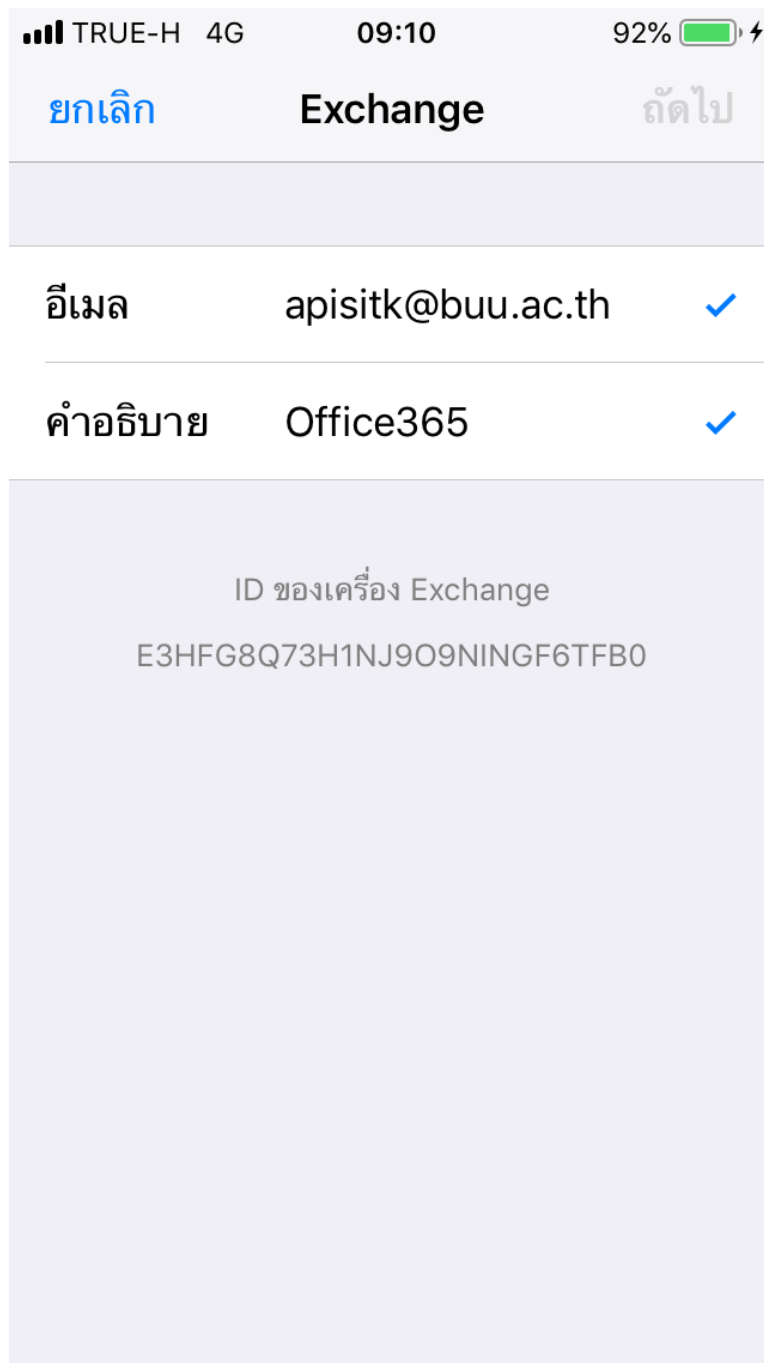 TRUE-H 4G 09:10 92%
ยกเลิก Exchange ถัดไป
อีเมล apisitk@buu.ac.th
คำอธิบาย Office365
ID ของเครื่อง Exchange
E3HFG8Q73H1NJ9O9NINGF6TFB0